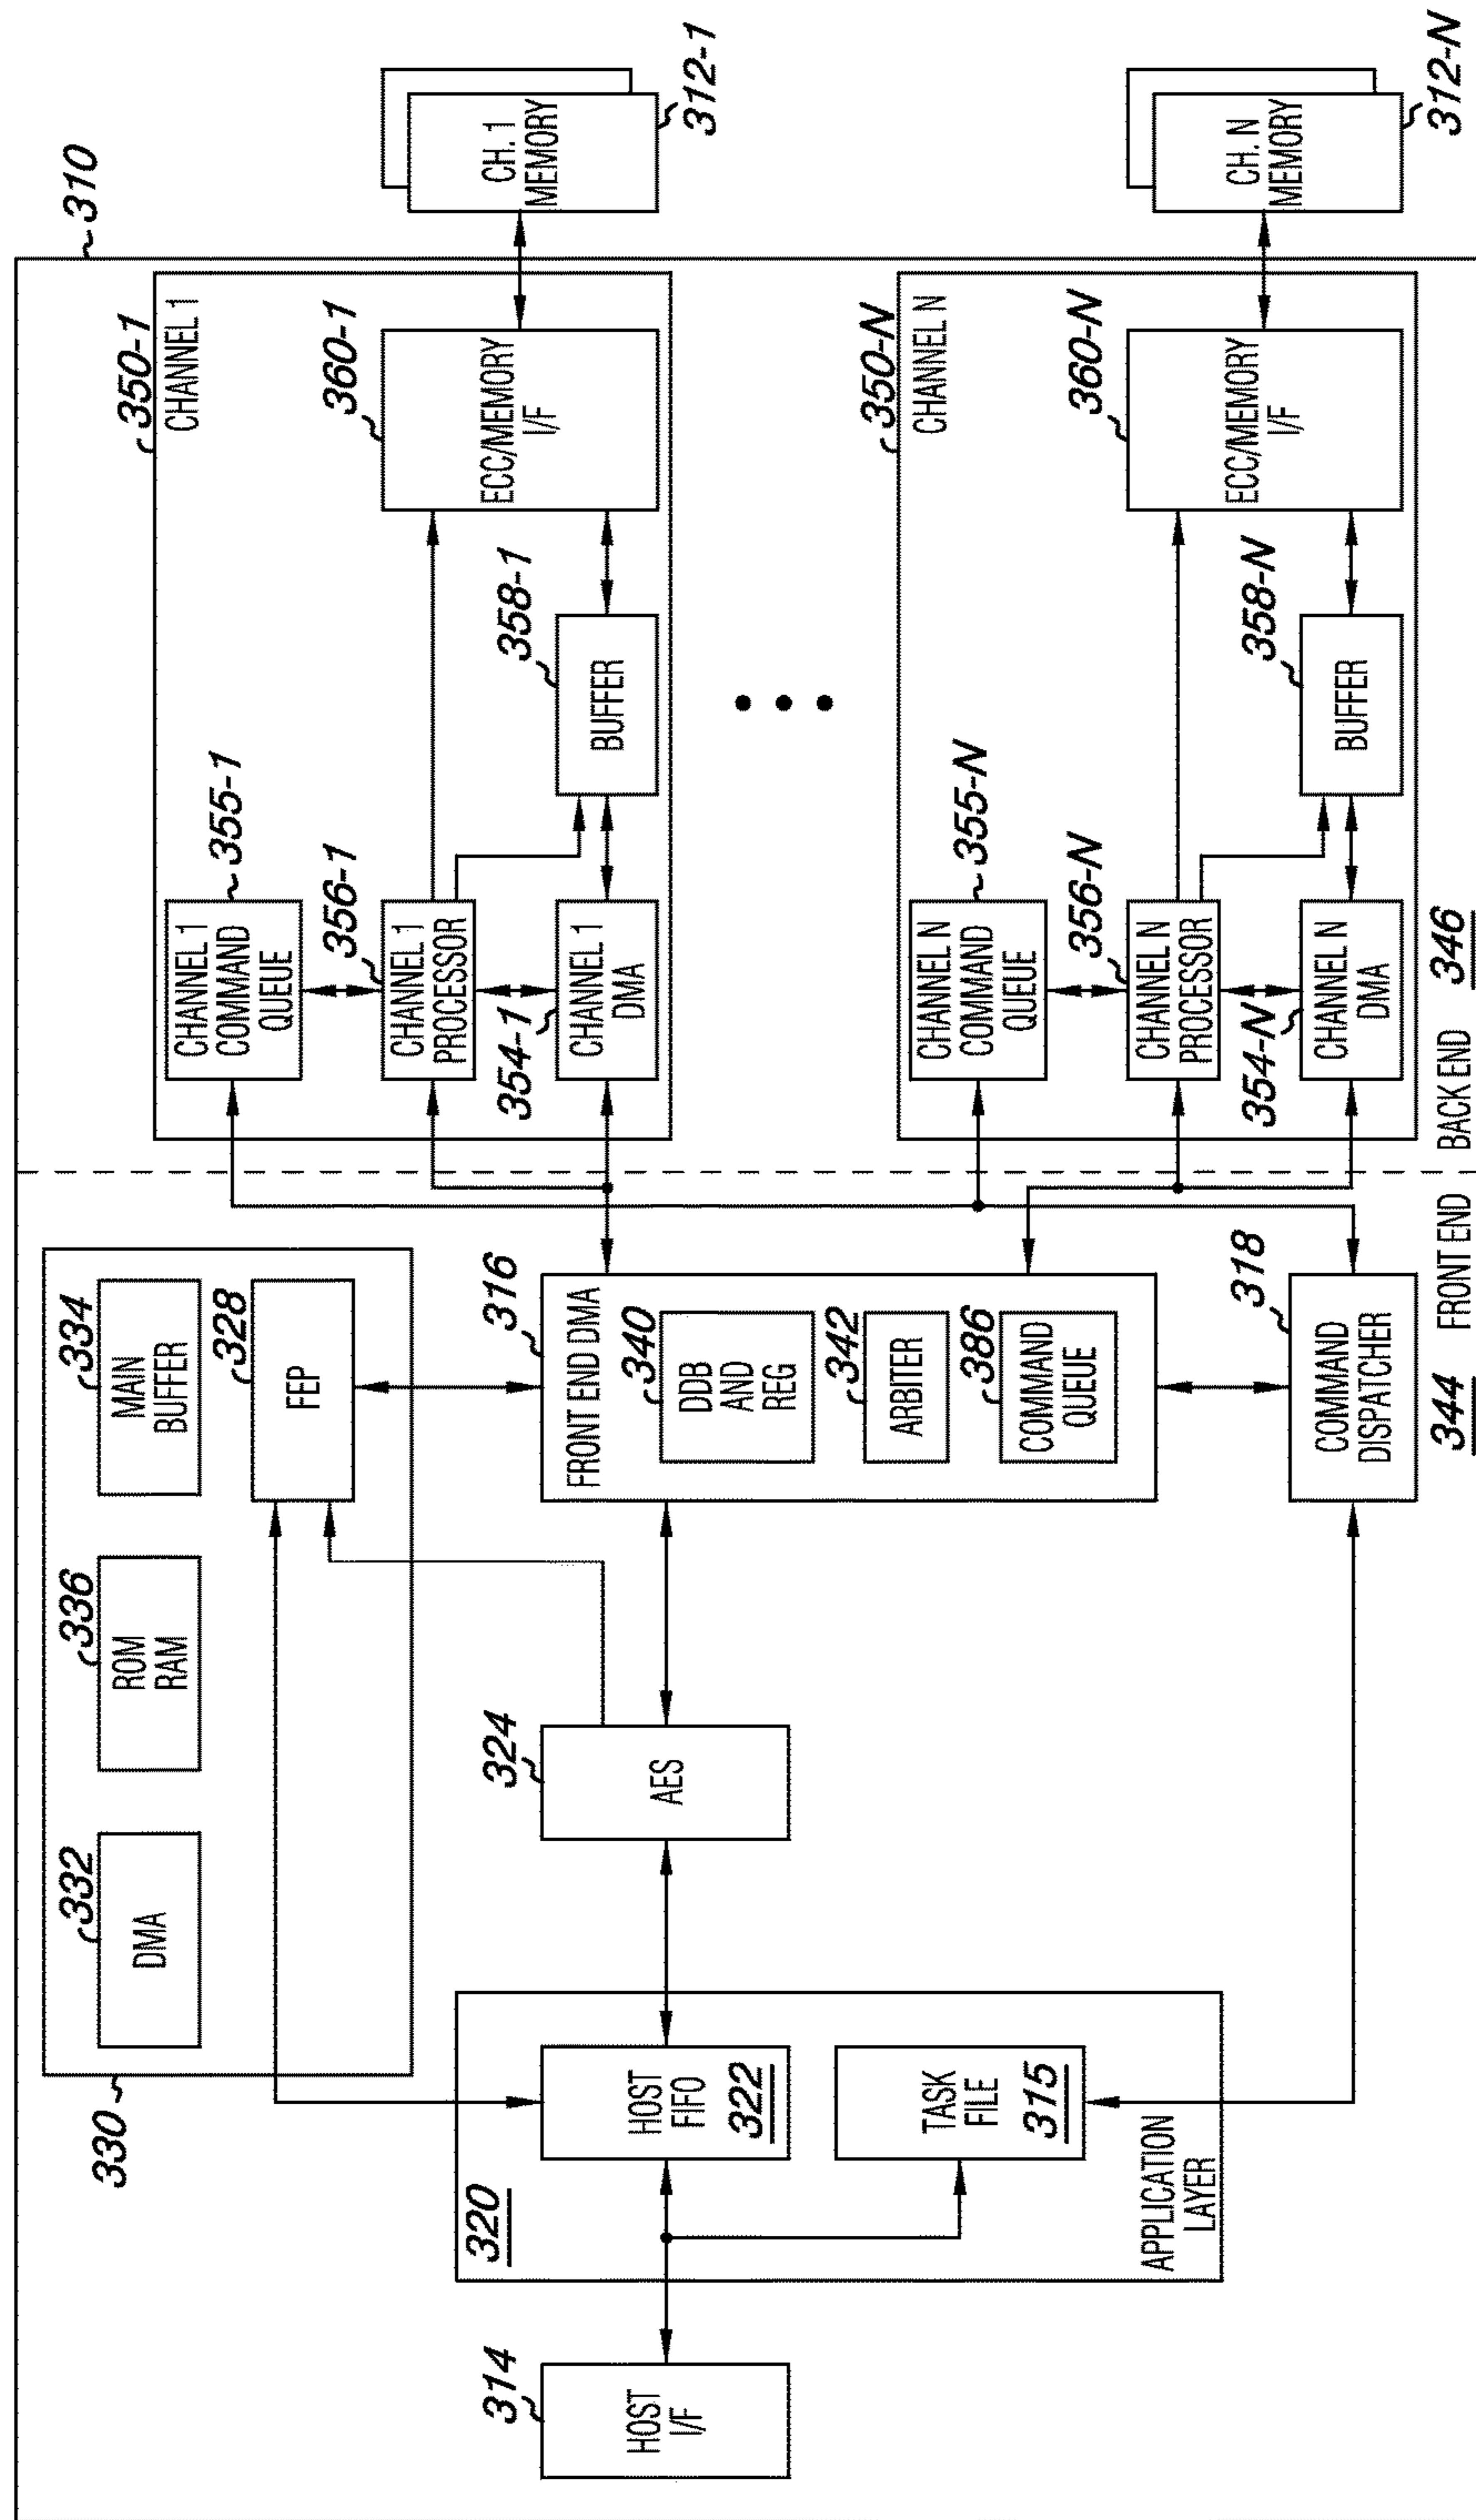 310
330
332
DMA
336
ROM
RAM
334
MAIN
BUFFER
328
FEP
314
HOST
I/F
320
HOST
FIFO
322
TASK
FILE
315
APPLICATION
LAYER
324
AES
316
FRONT END DMA
340
DDB
AND
REG
342
ARBITER
386
COMMAND
QUEUE
318
COMMAND
DISPATCHER
344
FRONT END
BACK END
346
350-1
CHANNEL 1
355-1
CHANNEL 1
COMMAND
QUEUE
356-1
CHANNEL 1
PROCESSOR
354-1
CHANNEL 1
DMA
358-1
BUFFER
360-1
ECC/MEMORY
I/F
CH. 1
MEMORY
312-1
350-N
CHANNEL N
355-N
CHANNEL N
COMMAND
QUEUE
356-N
CHANNEL N
PROCESSOR
354-N
CHANNEL N
DMA
358-N
BUFFER
360-N
ECC/MEMORY
I/F
CH. N
MEMORY
312-N